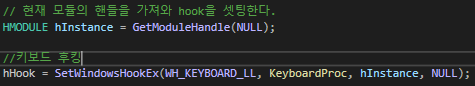 // 현재 모듈의 핸들을 가져와 hook을 셋팅한다.
HMODULE hInstance = GetModuleHandle(NULL);
//키보드 후킹
hHook = SetWindowsHookEx(WH_KEYBOARD_LL, KeyboardProc, hInstance, NULL);